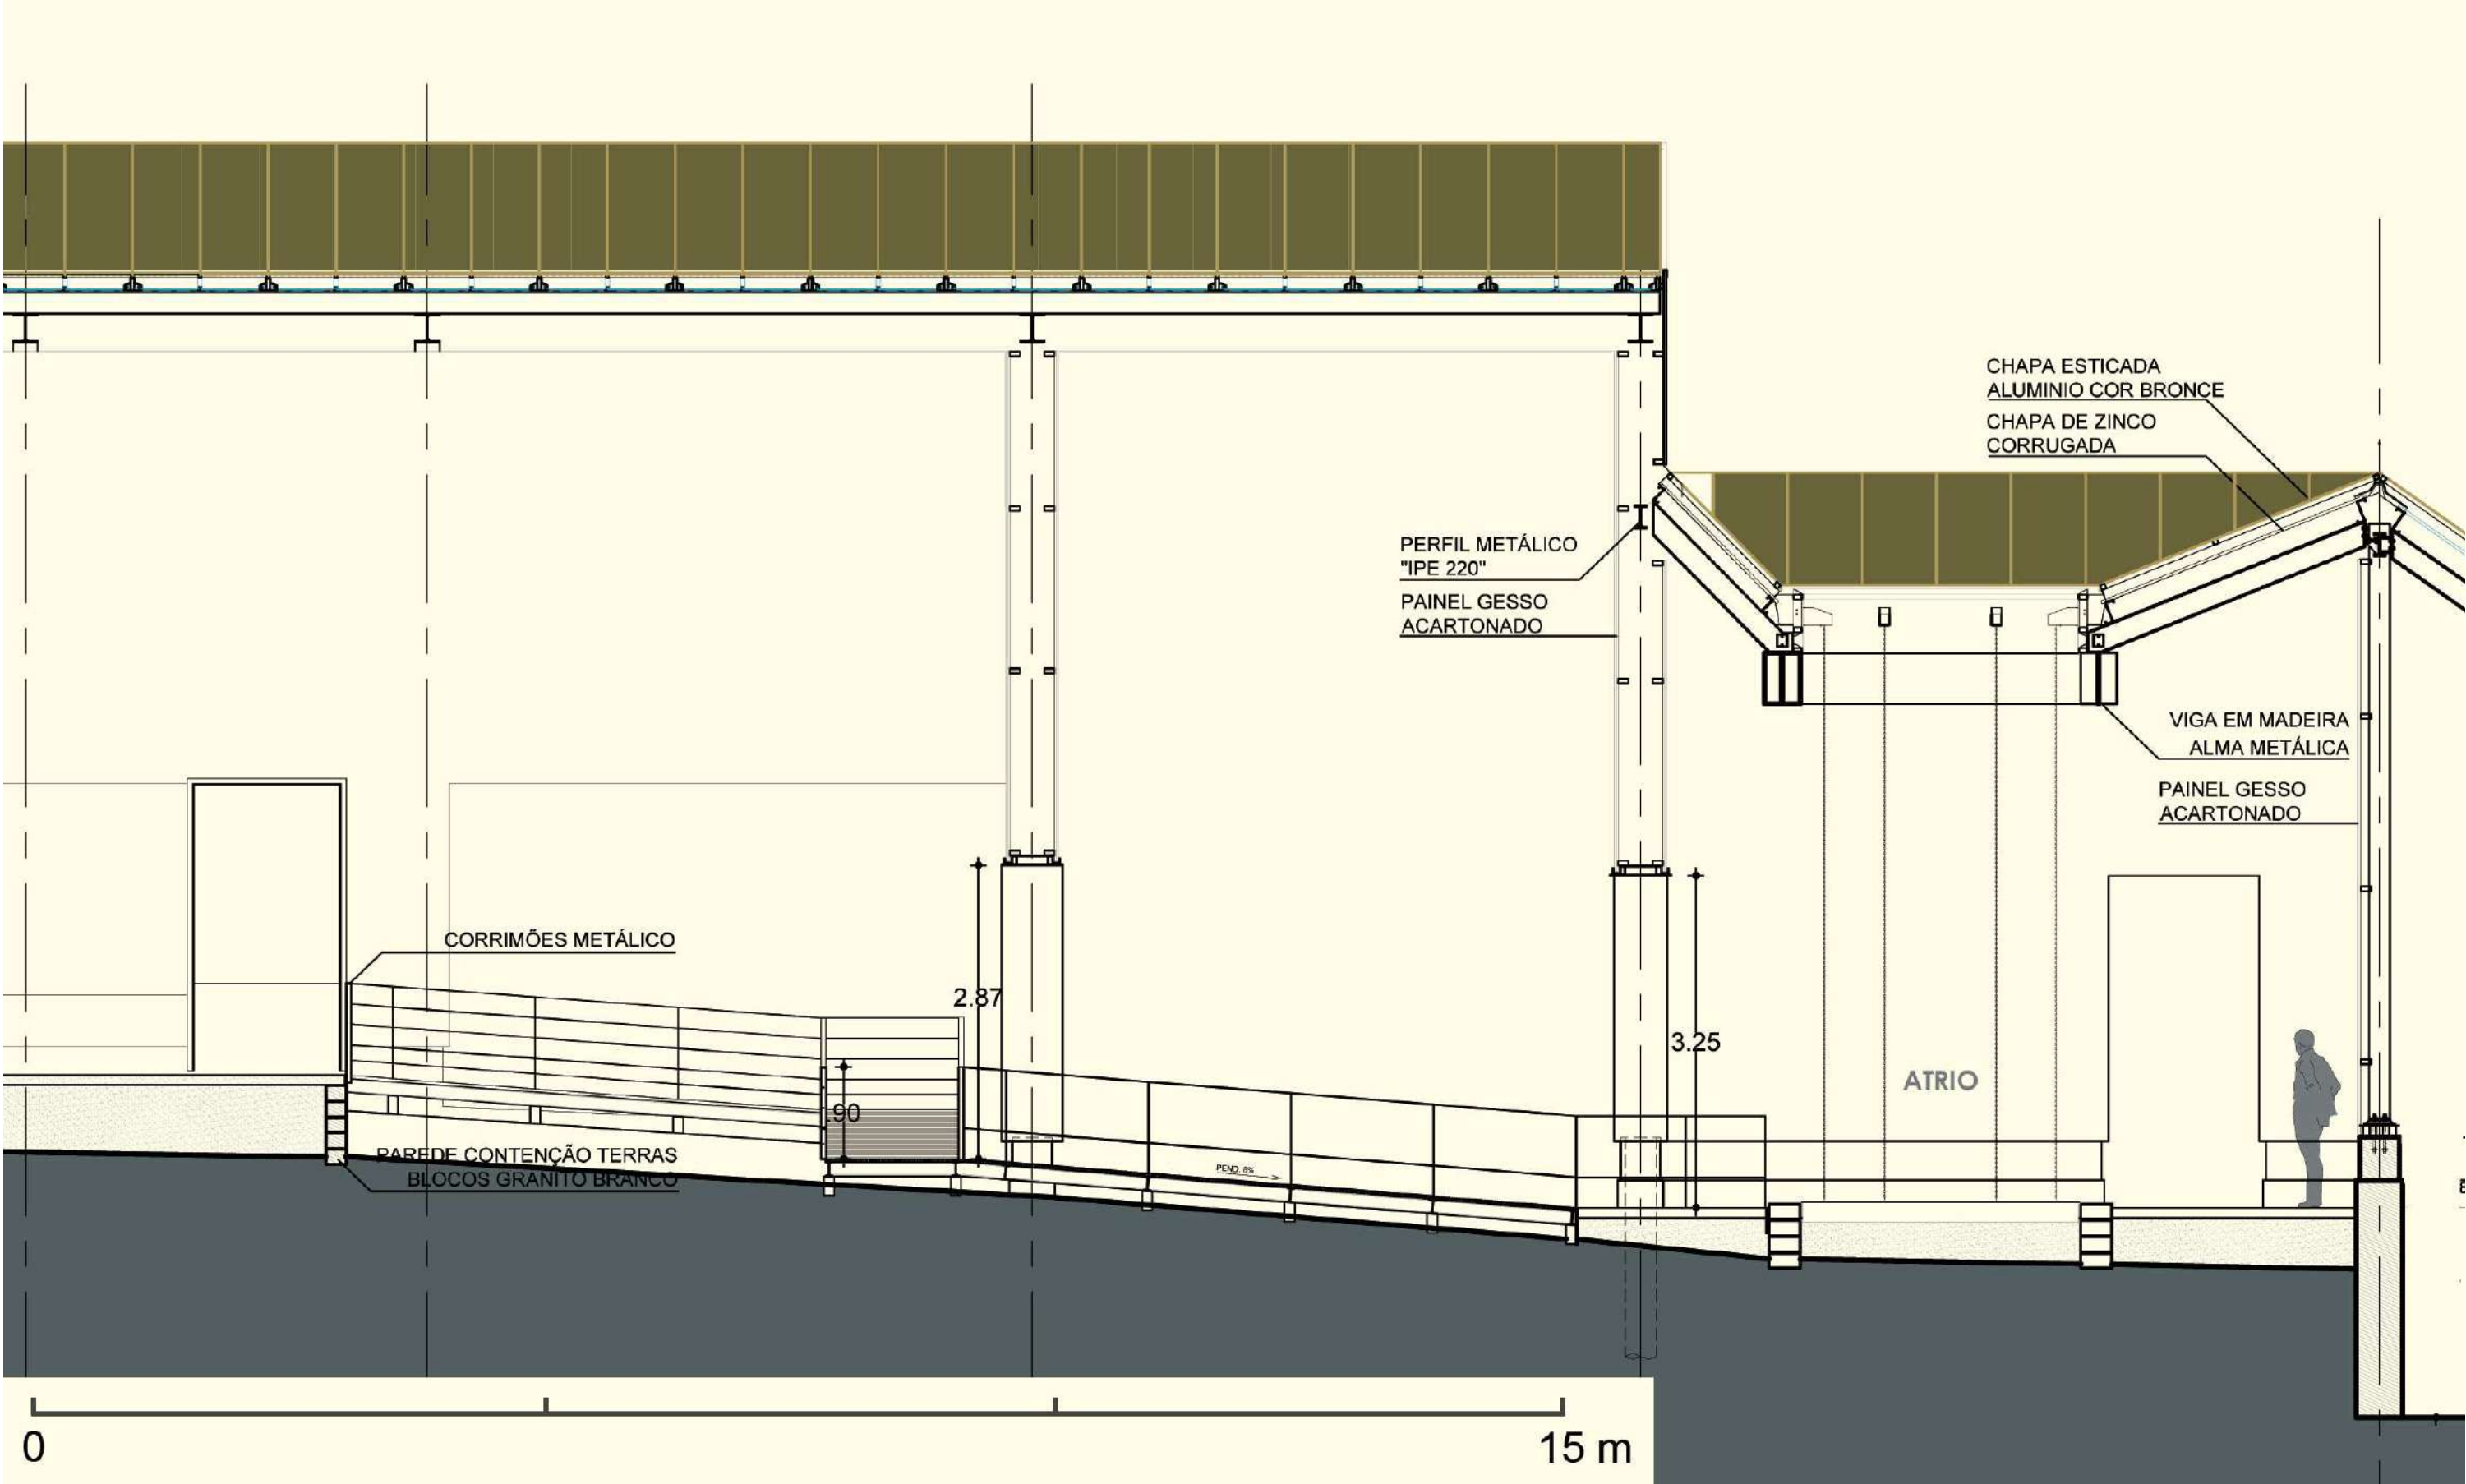 CHAPA ESTICADA
ALUMINIO COR BRONCE
CHAPA DE ZINCO
CORRUGADA
PERFIL METÁLICO
"IPE 220"
PAINEL GESSO
ACARTONADO
VIGA EM MADEIRA
ALMA METÁLICA
PAINEL GESSO
ACARTONADO
CORRIMÕES METÁLICO
2.87
3.25
ATRIO
.90
PAREDE CONTENÇÃO TERRAS
BLOCOS GRANITO BRANCO
PEND. 8%
0
15 m